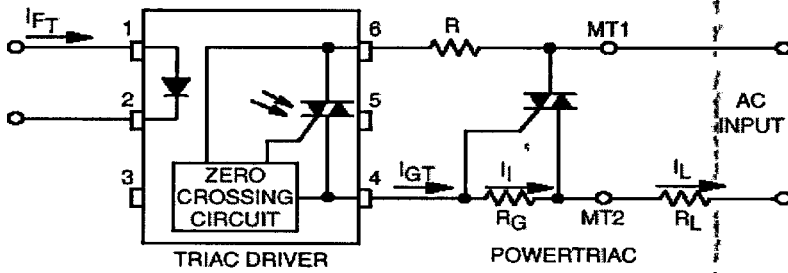 IFT
1
2
3
6
5
4
R
MT1
AC
INPUT
ZERO
CROSSING
CIRCUIT
IGT
II
RG
MT2
IL
RL
TRIAC DRIVER
POWERTRIAC